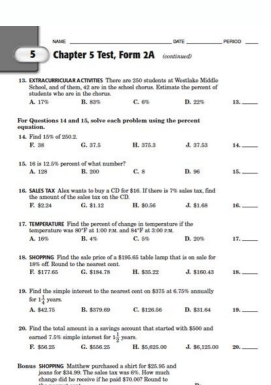 NAME DATE PERIOD
5 Chapter 5 Test, Form 2A (continued)
13. EXTRACURRICULAR ACTIVITIES There are 250 students at Westlake Middle
School, and of them, 42 are in the school chorus. Estimate the percent of
students who are in the chorus.
A. 17% B. 83% C. 6% D. 22% 13.
For Questions 14 and 15, solve each problem using the percent
equation.
14. Find 15% of 250.2.
F. 38 G. 37.5 H. 375.3 J. 37.53 14.
15. 16 is 12.5% percent of what number?
A. 128 B. 200 C. 8 D. 96 15.
16. SALES TAX Alex wants to buy a CD for $16. If there is 7% sales tax, find
the amount of the sales tax on the CD.
F. $2.24 G. $1.12 H. $0.56 J. $1.68 16.
17. TEMPERATURE Find the percent of change in temperature if the
temperature was 80°F at 1:00 P.M. and 84°F at 3:00 P.M.
A. 16% B. 4% C. 5% D. 20% 17.
18. SHOPPING Find the sale price of a $195.65 table lamp that is on sale for
18% off. Round to the nearest cent.
F. $177.65 G. $184.78 H. $35.22 J. $160.43 18.
19. Find the simple interest to the nearest cent on $375 at 6.75% annually
for 1 1/4 years.
A. $42.75 B. $379.69 C. $126.56 D. $31.64 19.
20. Find the total amount in a savings account that started with $500 and
earned 7.5% simple interest for 1 1/2 years.
F. $56.25 G. $556.25 H. $5,625.00 J. $6,125.00 20.
Bonus SHOPPING Matthew purchased a shirt for $25.95 and
jeans for $34.99. The sales tax was 6%. How much
change did he receive if he paid $70.00? Round to